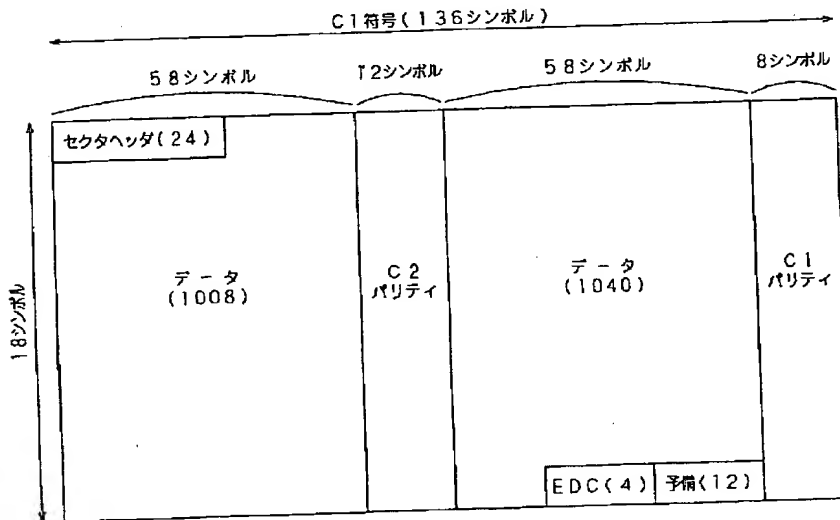 C1符号(136シンボル)
58シンボル
12シンボル
58シンボル
8シンボル
セクタヘッダ(24)
18シンボル
データ
(1008)
C2
パリティ
データ
(1040)
C1
パリティ
EDC(4)
予備(12)